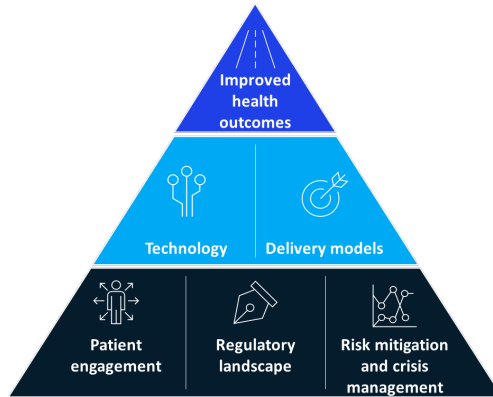 Improved
health
outcomes
Technology
Delivery models
Patient
engagement
Regulatory
landscape
Risk mitigation
and crisis
management